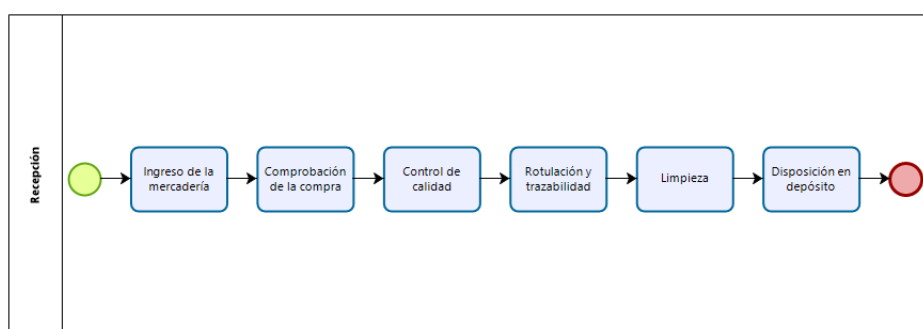 Recepción
Ingreso de la
mercadería
Comprobación
de la compra
Control de
calidad
Rotulación y
trazabilidad
Limpieza
Disposición en
depósito